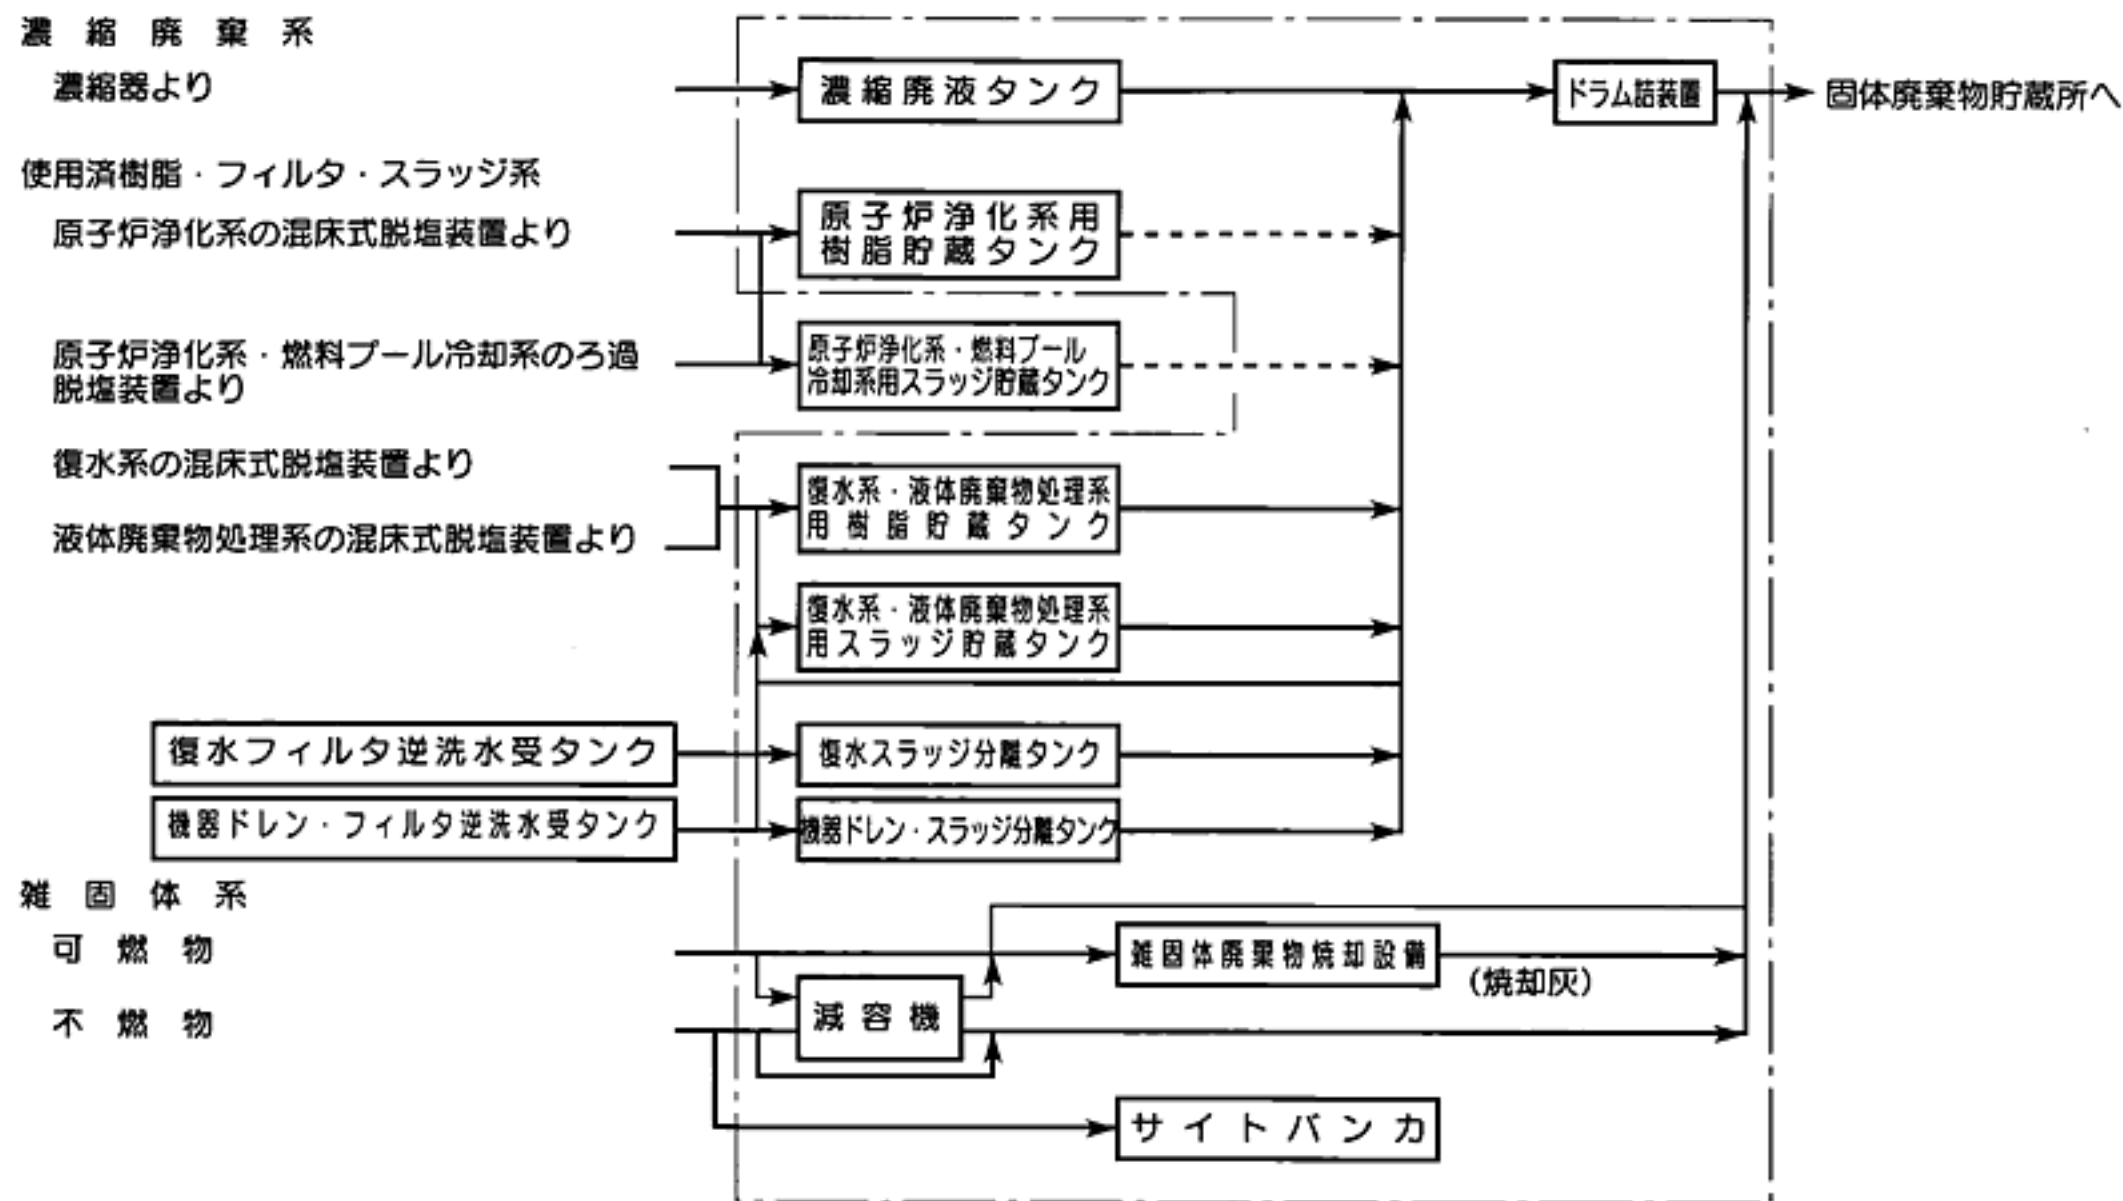 濃縮廃棄系
濃縮器より
濃縮廃液タンク
ドラム詰装置
固体廃棄物貯蔵所へ
使用済樹脂・フィルタ・スラッジ系
原子炉浄化系の混床式脱塩装置より
原子炉浄化系用
樹脂貯蔵タンク
原子炉浄化系・燃料プール冷却系のろ過
脱塩装置より
原子炉浄化系・燃料プール
冷却系用スラッジ貯蔵タンク
復水系の混床式脱塩装置より
液体廃棄物処理系の混床式脱塩装置より
復水系・液体廃棄物処理系
用樹脂貯蔵タンク
復水系・液体廃棄物処理系
用スラッジ貯蔵タンク
復水フィルタ逆洗水受タンク
復水スラッジ分離タンク
機器ドレン・フィルタ逆洗水受タンク
機器ドレン・スラッジ分離タンク
雑固体系
可燃物
雑固体廃棄物焼却設備
(焼却灰)
不燃物
減容機
サイトバンカ